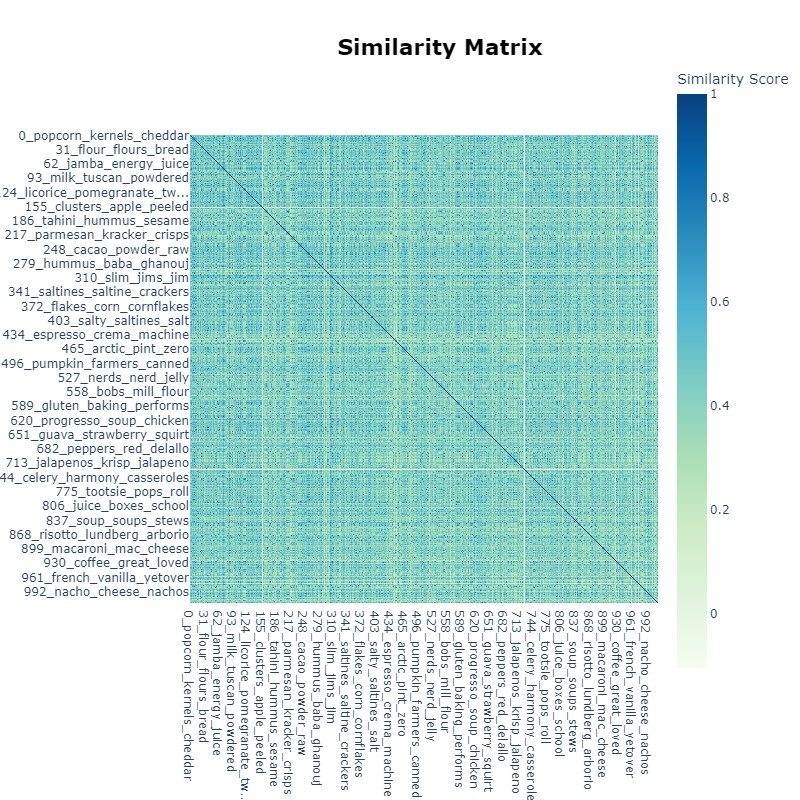 Similarity Matrix
Similarity Score
1
0.8
0.6
0.4
0.2
0
0_popcorn_kernels_cheddar
31_flour_flours_bread
62_jamba_energy_juice
93_milk_tuscan_powdered
24_licorice_pomegranate_tw...
155_clusters_apple_peeled
186_tahini_hummus_sesame
217_parmesan_kracker_crisps
248_cacao_powder_raw
279_hummus_baba_ghanouj
310_slim_jims_jim
341_saltines_saltine_crackers
372_flakes_corn_cornflakes
403_salty_saltines_salt
434_espresso_crema_machine
465_arctic_pint_zero
496_pumpkin_farmers_canned
527_nerds_nerd_jelly
558_bobs_mill_flour
589_gluten_baking_performs
620_progresso_soup_chicken
651_guava_strawberry_squirt
682_peppers_red_delallo
713_jalapenos_krisp_jalapeno
44_celery_harmony_casseroles
775_tootsie_pops_roll
806_juice_boxes_school
837_soup_soups_stews
868_risotto_lundberg_arborio
899_macaroni_mac_cheese
930_coffee_great_loved
961_french_vanilla_yetover
992_nacho_cheese_nachos
0_popcorn_kernels_cheddar
31_flour_flours_bread
62_jamba_energy_juice
93_milk_tuscan_powdered
124_licorice_pomegranate_tw...
155_clusters_apple_peeled
186_tahini_hummus_sesame
217_parmesan_kracker_crisps
248_cacao_powder_raw
279_hummus_baba_ghanouj
310_slim_jims_jim
341_saltines_saltine_crackers
372_flakes_corn_cornflakes
403_salty_saltines_salt
434_espresso_crema_machine
465_arctic_pint_zero
496_pumpkin_farmers_canned
527_nerds_nerd_jelly
558_bobs_mill_flour
589_gluten_baking_performs
620_progresso_soup_chicken
651_guava_strawberry_squirt
682_peppers_red_delallo
713_jalapenos_krisp_jalapeno
744_celery_harmony_casserole
775_tootsie_pops_roll
806_juice_boxes_school
837_soup_soups_stews
868_risotto_lundberg_arborio
899_macaroni_mac_cheese
930_coffee_great_loved
961_french_vanilla_yetover
992_nacho_cheese_nachos